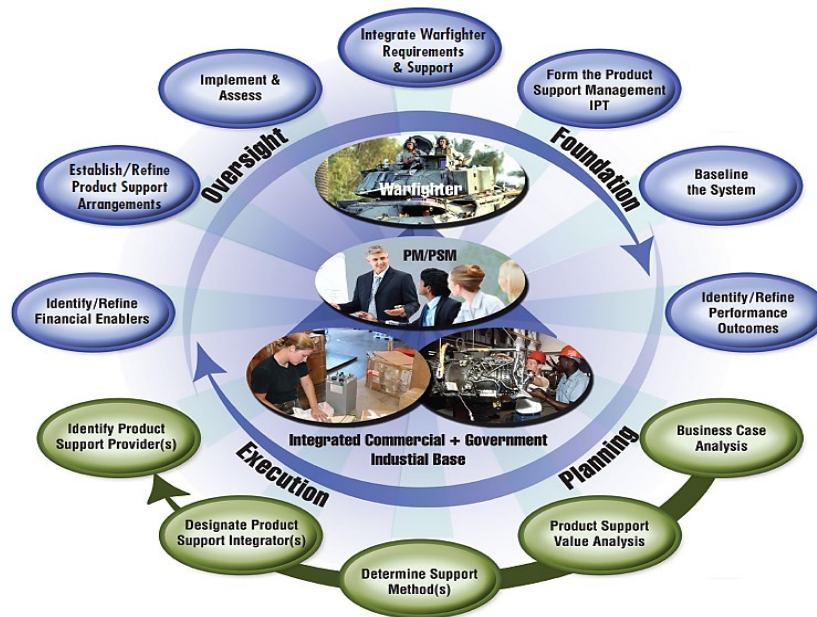 Integrate Warfighter
Requirements
& Support
Implement &
Assess
Form the Product
Support Management
IPT
Oversight
Foundation
Establish/Refine
Product Support
Arrangements
Warfighter
Baseline
the System
PM/PSM
Identify/Refine
Financial Enablers
Identify/Refine
Performance
Outcomes
Identify Product
Support Provider(s)
Integrated Commercial + Government
Industial Base
Business Case
Analysis
Execution
Planning
Designate Product
Support Integrator(s)
Product Support
Value Analysis
Determine Support
Method(s)